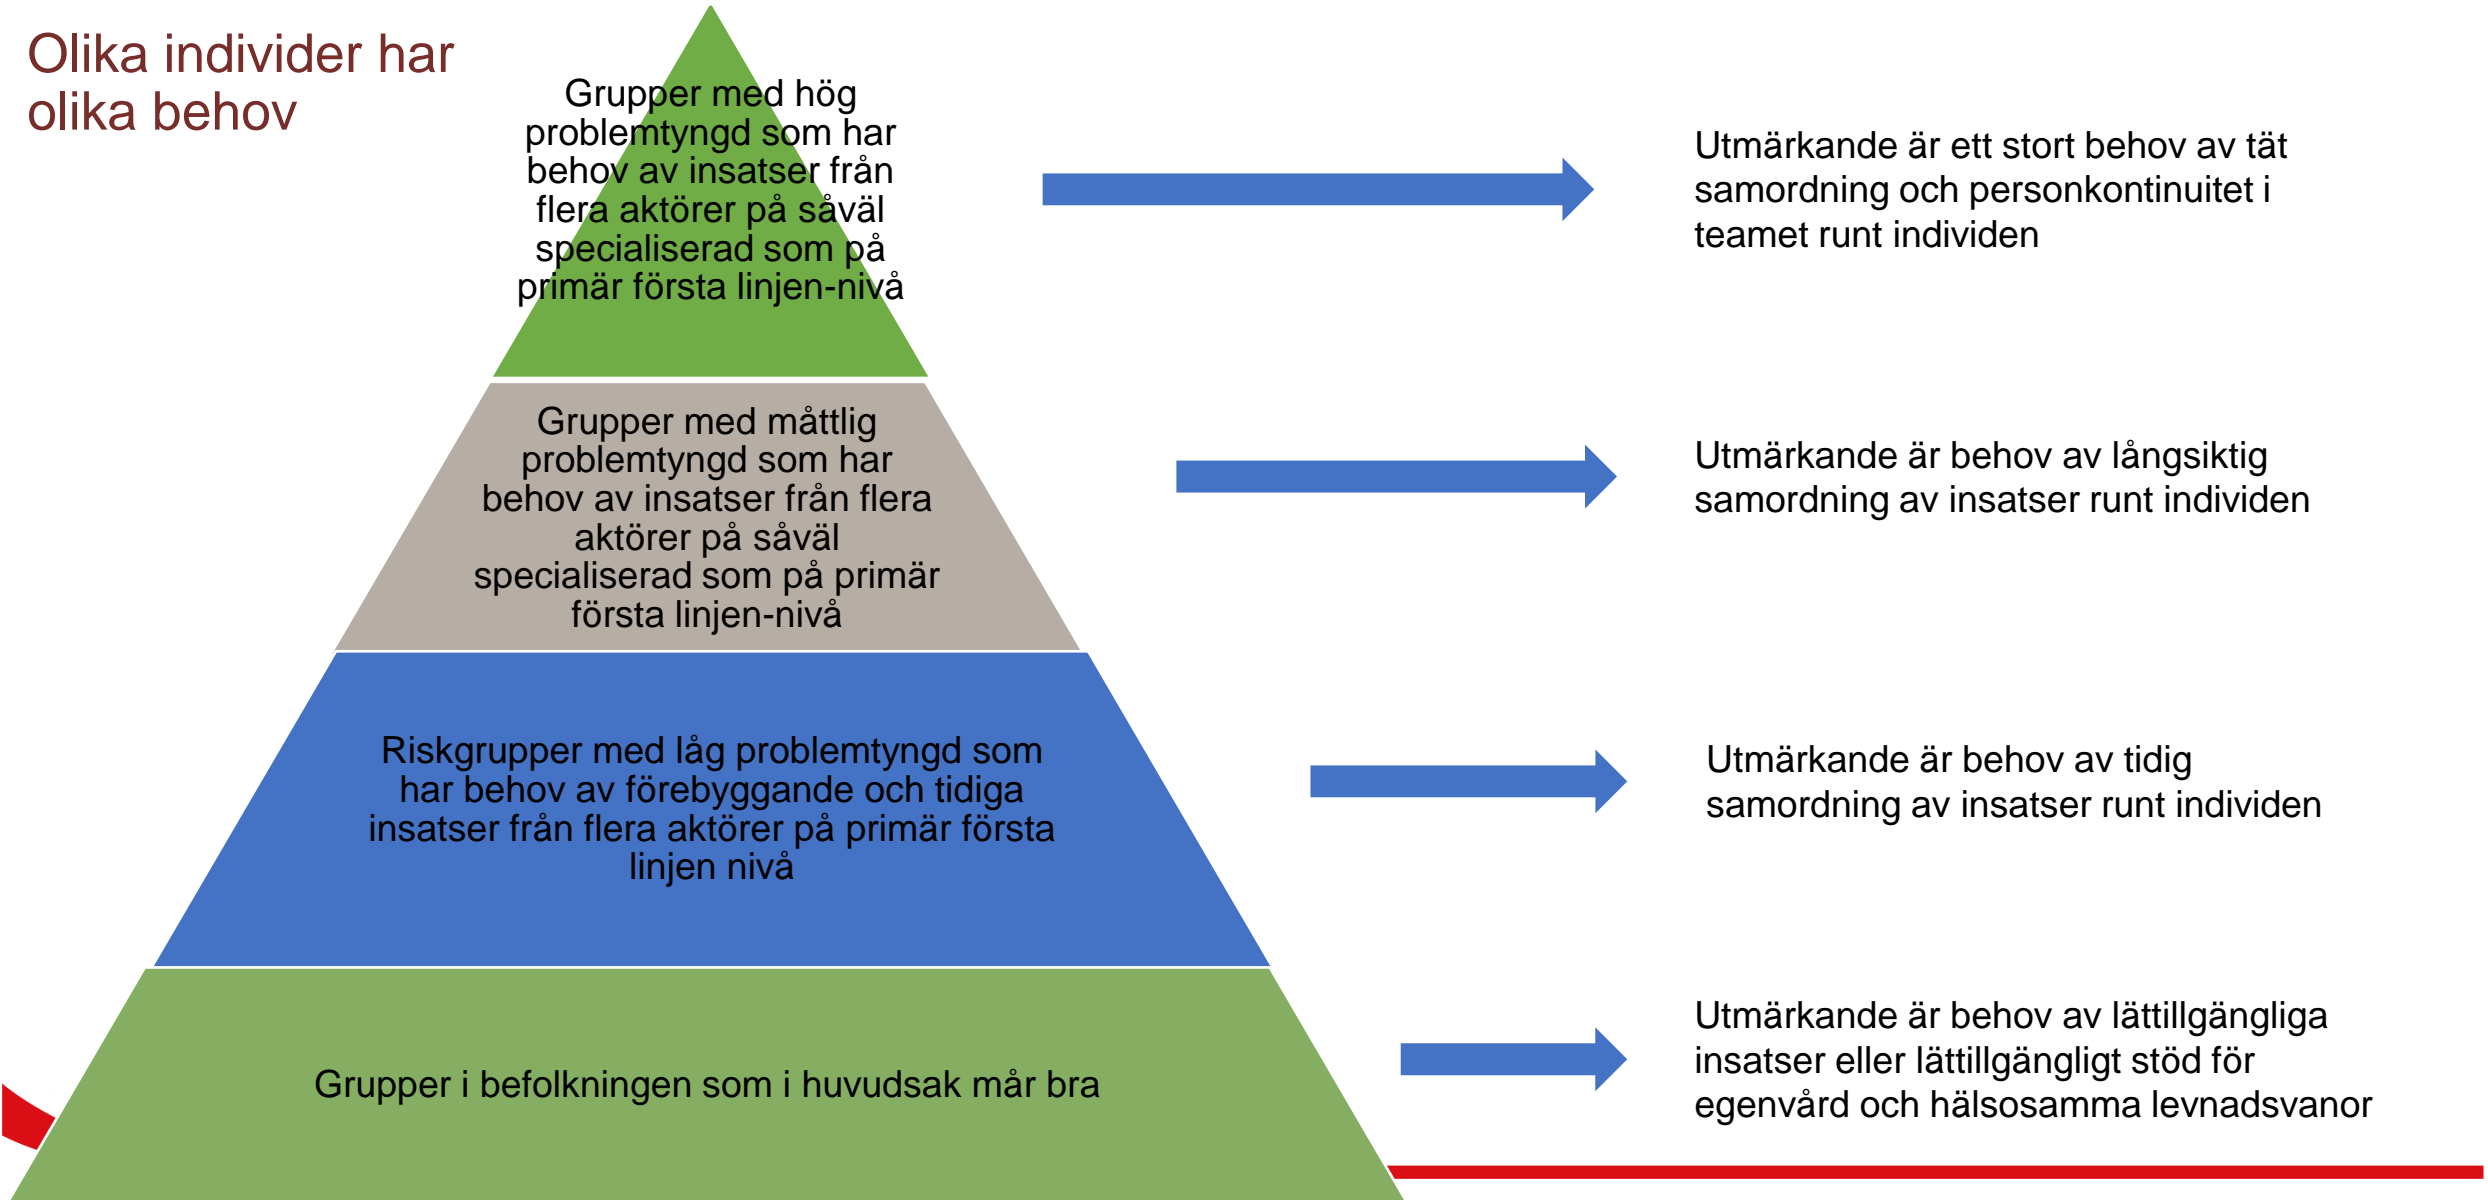 Olika individer har
olika behov
Grupper med hög
problemtyngd som har
behov av insatser från
flera aktörer på såväl
specialiserad som på
primär första linjen-nivå
Utmärkande är ett stort behov av tät
samordning och personkontinuitet i
teamet runt individen
Grupper med måttlig
problemtyngd som har
behov av insatser från flera
aktörer på såväl
specialiserad som på primär
första linjen-nivå
Utmärkande är behov av långsiktig
samordning av insatser runt individen
Riskgrupper med låg problemtyngd som
har behov av förebyggande och tidiga
insatser från flera aktörer på primär första
linjen nivå
Utmärkande är behov av tidig
samordning av insatser runt individen
Grupper i befolkningen som i huvudsak mår bra
Utmärkande är behov av lättillgängliga
insatser eller lättillgängligt stöd för
egenvård och hälsosamma levnadsvanor